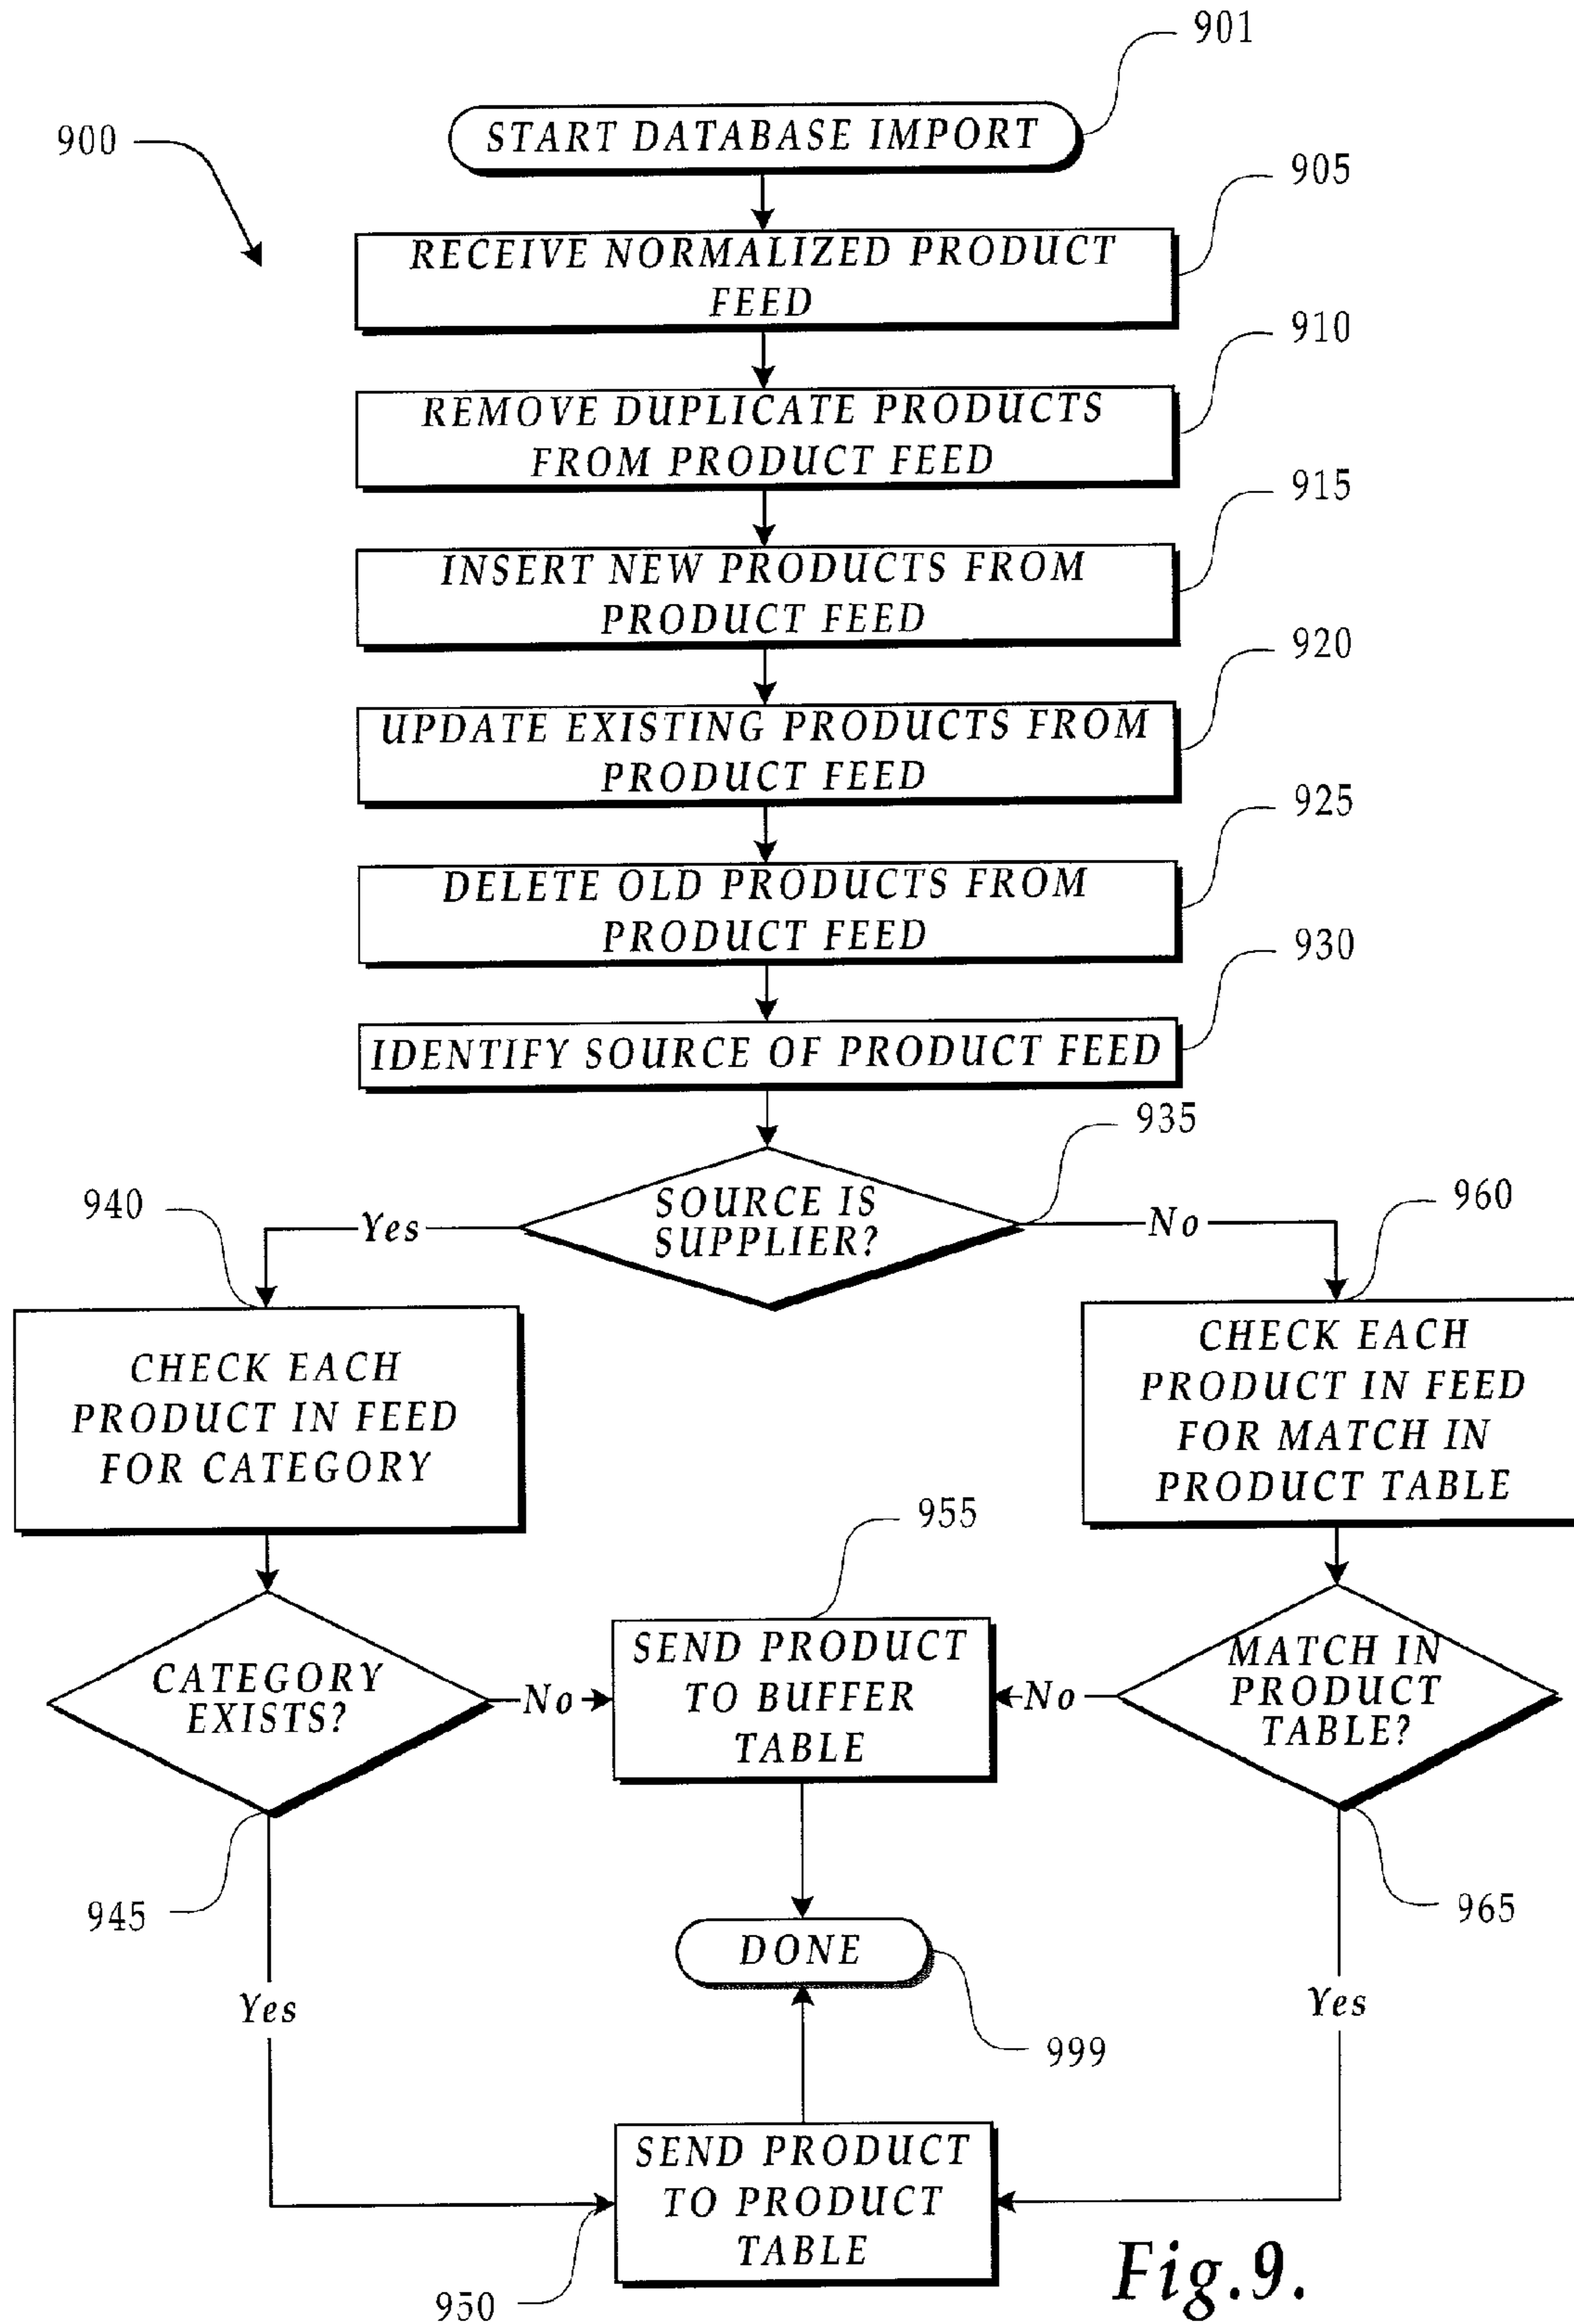 901
900
START DATABASE IMPORT
905
RECEIVE NORMALIZED PRODUCT
FEED
910
REMOVE DUPLICATE PRODUCTS
FROM PRODUCT FEED
915
INSERT NEW PRODUCTS FROM
PRODUCT FEED
920
UPDATE EXISTING PRODUCTS FROM
PRODUCT FEED
925
DELETE OLD PRODUCTS FROM
PRODUCT FEED
930
IDENTIFY SOURCE OF PRODUCT FEED
935
SOURCE IS
SUPPLIER?
Yes
No
940
960
CHECK EACH
PRODUCT IN FEED
FOR CATEGORY
CHECK EACH
PRODUCT IN FEED
FOR MATCH IN
PRODUCT TABLE
955
CATEGORY
EXISTS?
No
SEND PRODUCT
TO BUFFER
TABLE
No
MATCH IN
PRODUCT
TABLE?
945
965
DONE
999
Yes
Yes
SEND PRODUCT
TO PRODUCT
TABLE
950
Fig.9.